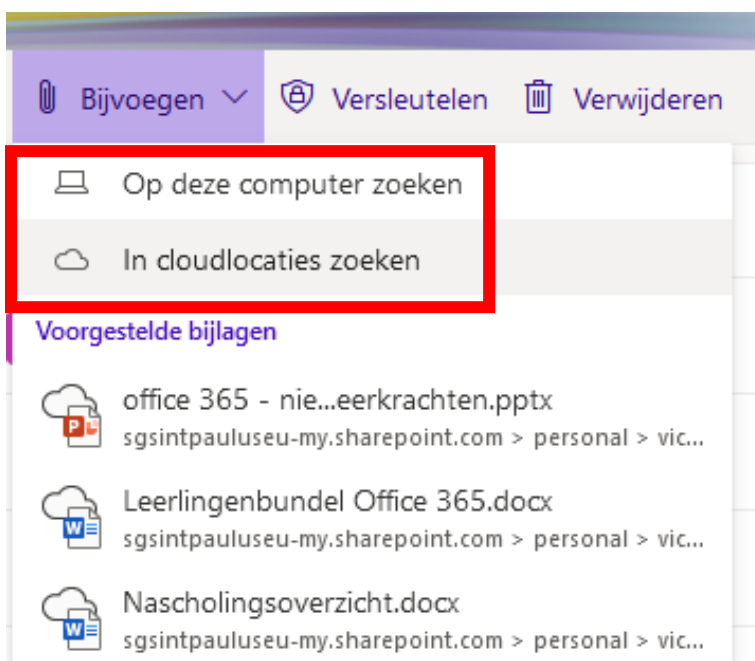 Bijvoegen Versleutelen Verwijderen
Op deze computer zoeken
In cloudlocaties zoeken
Voorgestelde bijlagen
office 365 - nie...eerkrachten.pptx
sgsintpauluseu-my.sharepoint.com > personal > vic...
Leerlingenbundel Office 365.docx
sgsintpauluseu-my.sharepoint.com > personal > vic...
Nascholingsoverzicht.docx
sgsintpauluseu-my.sharepoint.com > personal > vic...